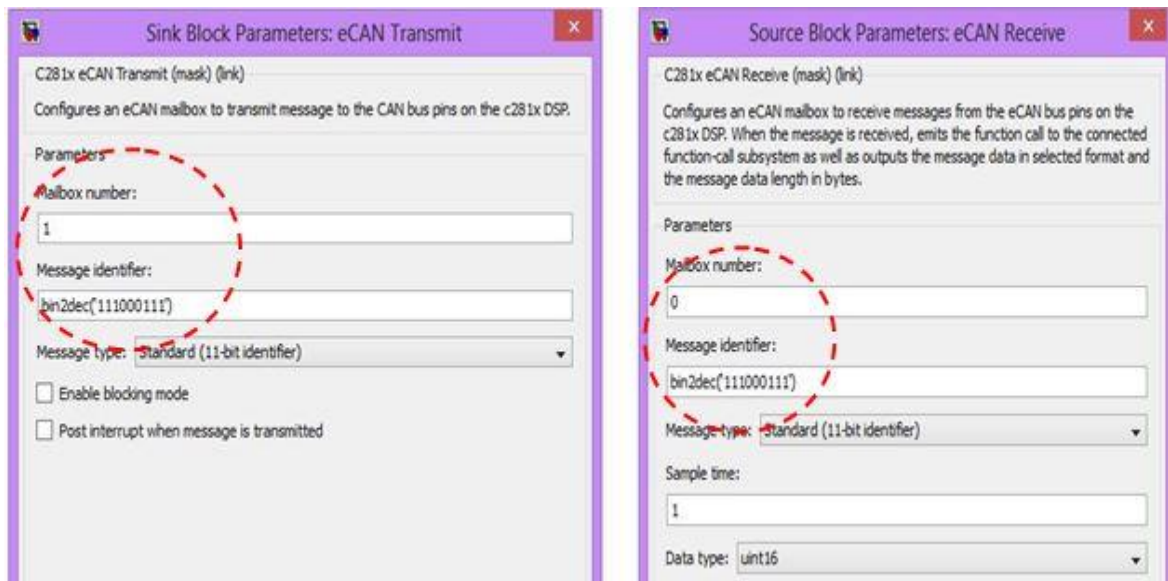 Sink Block Parameters: eCAN Transmit
x
C281x eCAN Transmit (mask) (link)
Configures an eCAN mailbox to transmit message to the CAN bus pins on the c281x DSP.
Parameters
Mailbox number:
1
Message identifier:
bin2dec('111000111')
Message type: Standard (11-bit identifier)
Enable blocking mode
Post interrupt when message is transmitted
Source Block Parameters: eCAN Receive
x
C281x eCAN Receive (mask) (link)
Configures an eCAN mailbox to receive messages from the eCAN bus pins on the
c281x DSP. When the message is received, emits the function call to the connected
function-call subsystem as well as outputs the message data in selected format and
the message data length in bytes.
Parameters
Mailbox number:
0
Message identifier:
bin2dec('111000111')
Message type: Standard (11-bit identifier)
Sample time:
1
Data type: uint16